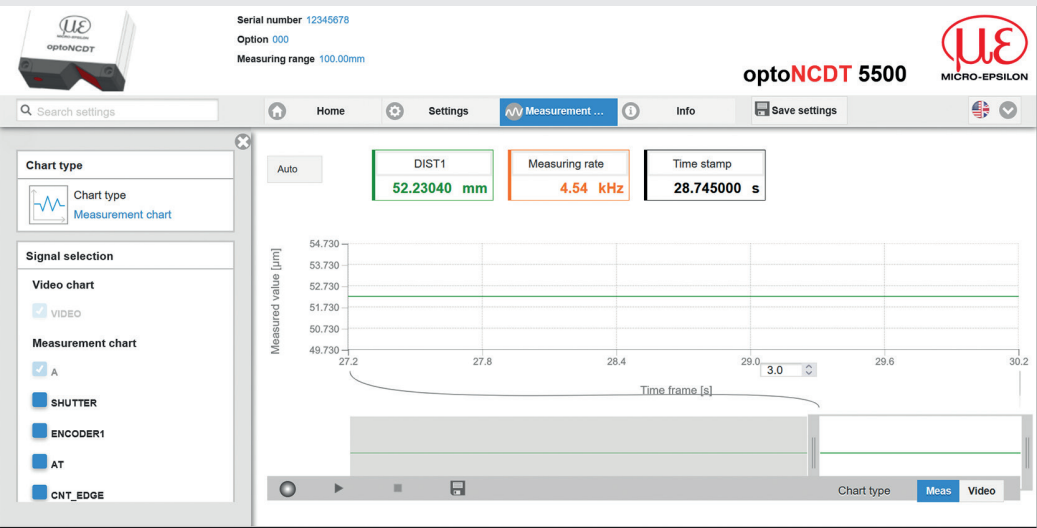 Serial number 12345678
Option 000
Measuring range 100.00mm
με
optoNCDT
optoNCDT 5500
με
MICRO-EPSILON
Search settings
Home
Settings
Measurement ...
Info
Save settings
Chart type
Chart type
Measurement chart
Signal selection
Video chart
VIDEO
Measurement chart
A
SHUTTER
ENCODER1
AT
CNT_EDGE
Auto
DIST1
52.23040 mm
Measuring rate
4.54 kHz
Time stamp
28.745000 s
Measured value [μm]
54.730
53.730
52.730
51.730
50.730
49.730
27.2 27.8 28.4 29.0 29.6 30.2
3.0
Time frame [s]
Chart type Meas Video